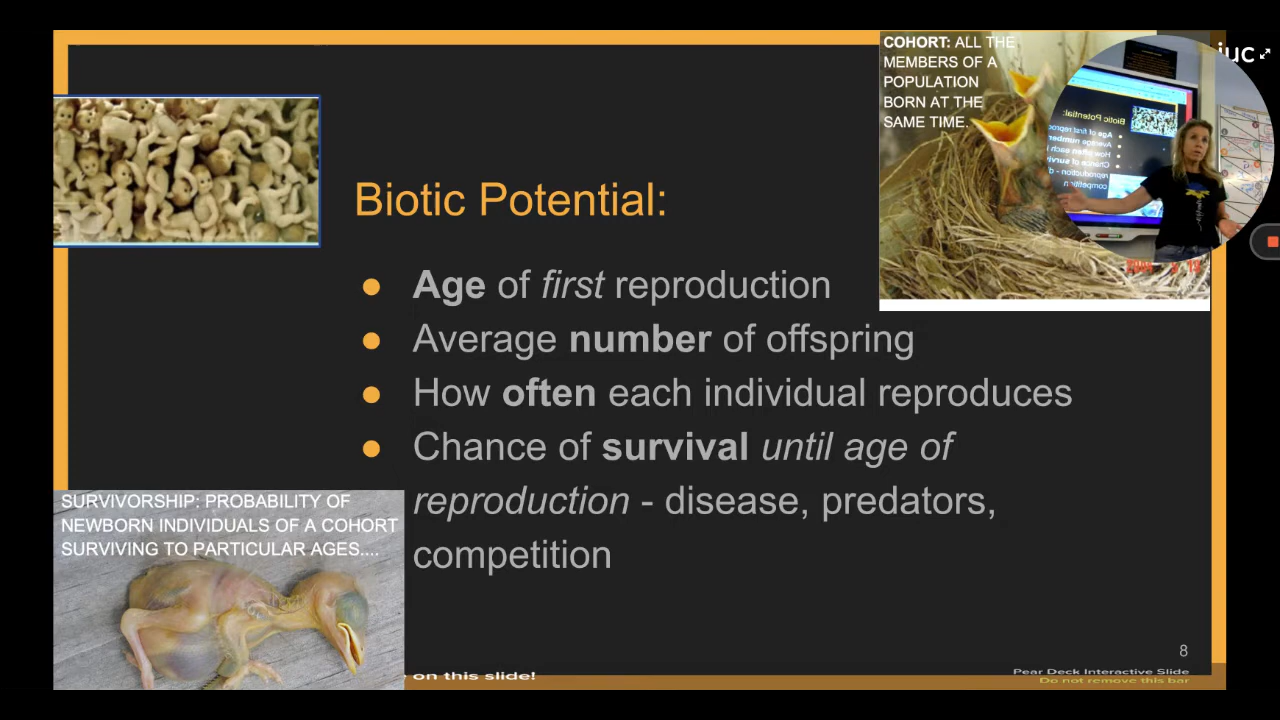 COHORT: ALL THE
MEMBERS OF A
POPULATION
BORN AT THE
SAME TIME.
Biotic Potential:
● Age of first reproduction
● Average number of offspring
● How often each individual reproduces
● Chance of survival until age of
reproduction - disease, predators,
competition
SURVIVORSHIP: PROBABILITY OF
NEWBORN INDIVIDUALS OF A COHORT
SURVIVING TO PARTICULAR AGES....
8
on this slide!
Pear Deck Interactive Slide
Do not remove this bar
Biotic Potential: